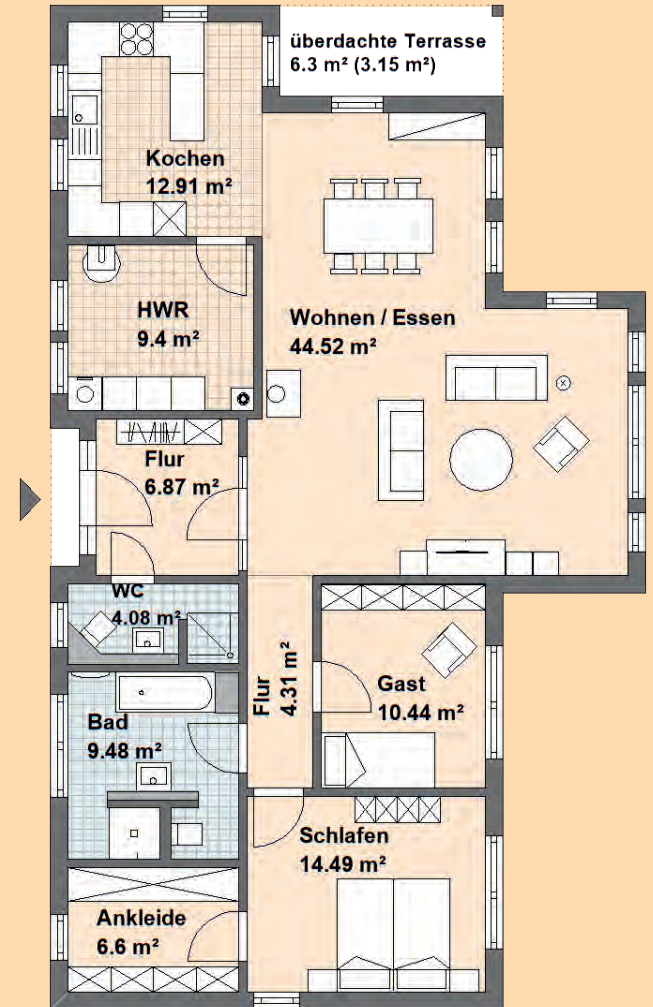 überdachte Terrasse
6.3 m² (3.15 m²)
Kochen
12.91 m²
HWR
9.4 m²
Wohnen / Essen
44.52 m²
Flur
6.87 m²
WC
4.08 m²
Flur
4.31 m²
Gast
10.44 m²
Bad
9.48 m²
Schlafen
14.49 m²
Ankleide
6.6 m²